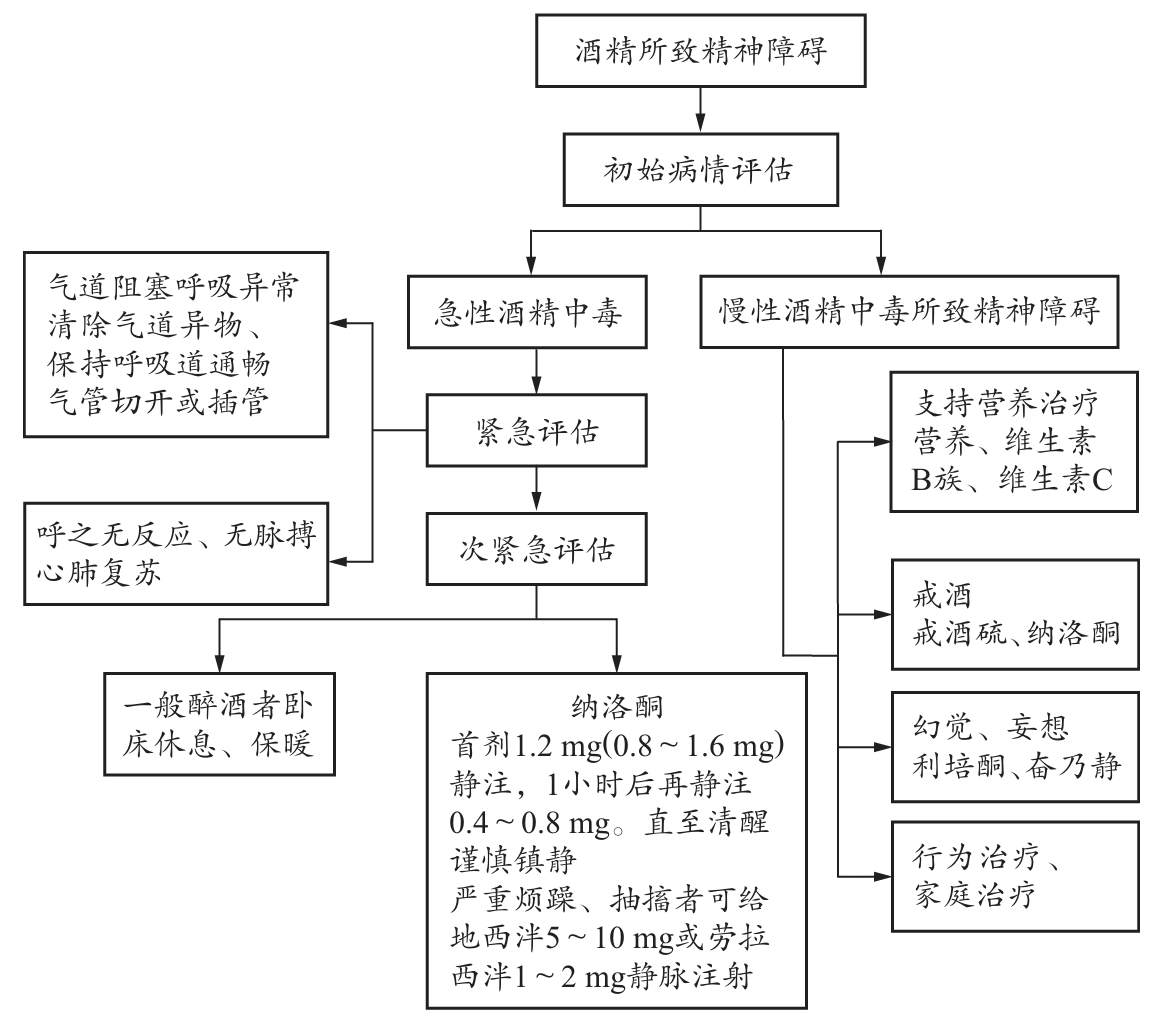 酒精所致精神障碍
初始病情评估
急性酒精中毒
慢性酒精中毒所致精神障碍
气道阻塞呼吸异常
清除气道异物、
保持呼吸道通畅
气管切开或插管
紧急评估
呼之无反应、无脉搏
心肺复苏
次紧急评估
一般醉酒者卧
床休息、保暖
纳洛酮
首剂1.2 mg(0.8~1.6 mg)
静注，1小时后再静注
0.4~0.8 mg。直至清醒
谨慎镇静
严重烦躁、抽搐者可给
地西泮5~10 mg或劳拉
西泮1~2 mg静脉注射
支持营养治疗
营养、维生素
B族、维生素C
戒酒
戒酒硫、纳洛酮
幻觉、妄想
利培酮、奋乃静
行为治疗、
家庭治疗